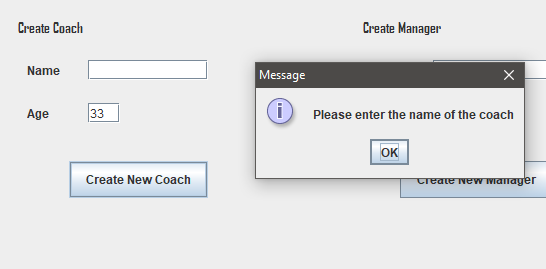 Create Coach
Create Manager
Name
Message
Please enter the name of the coach
Age
33
OK
Create New Coach
Create New Manager